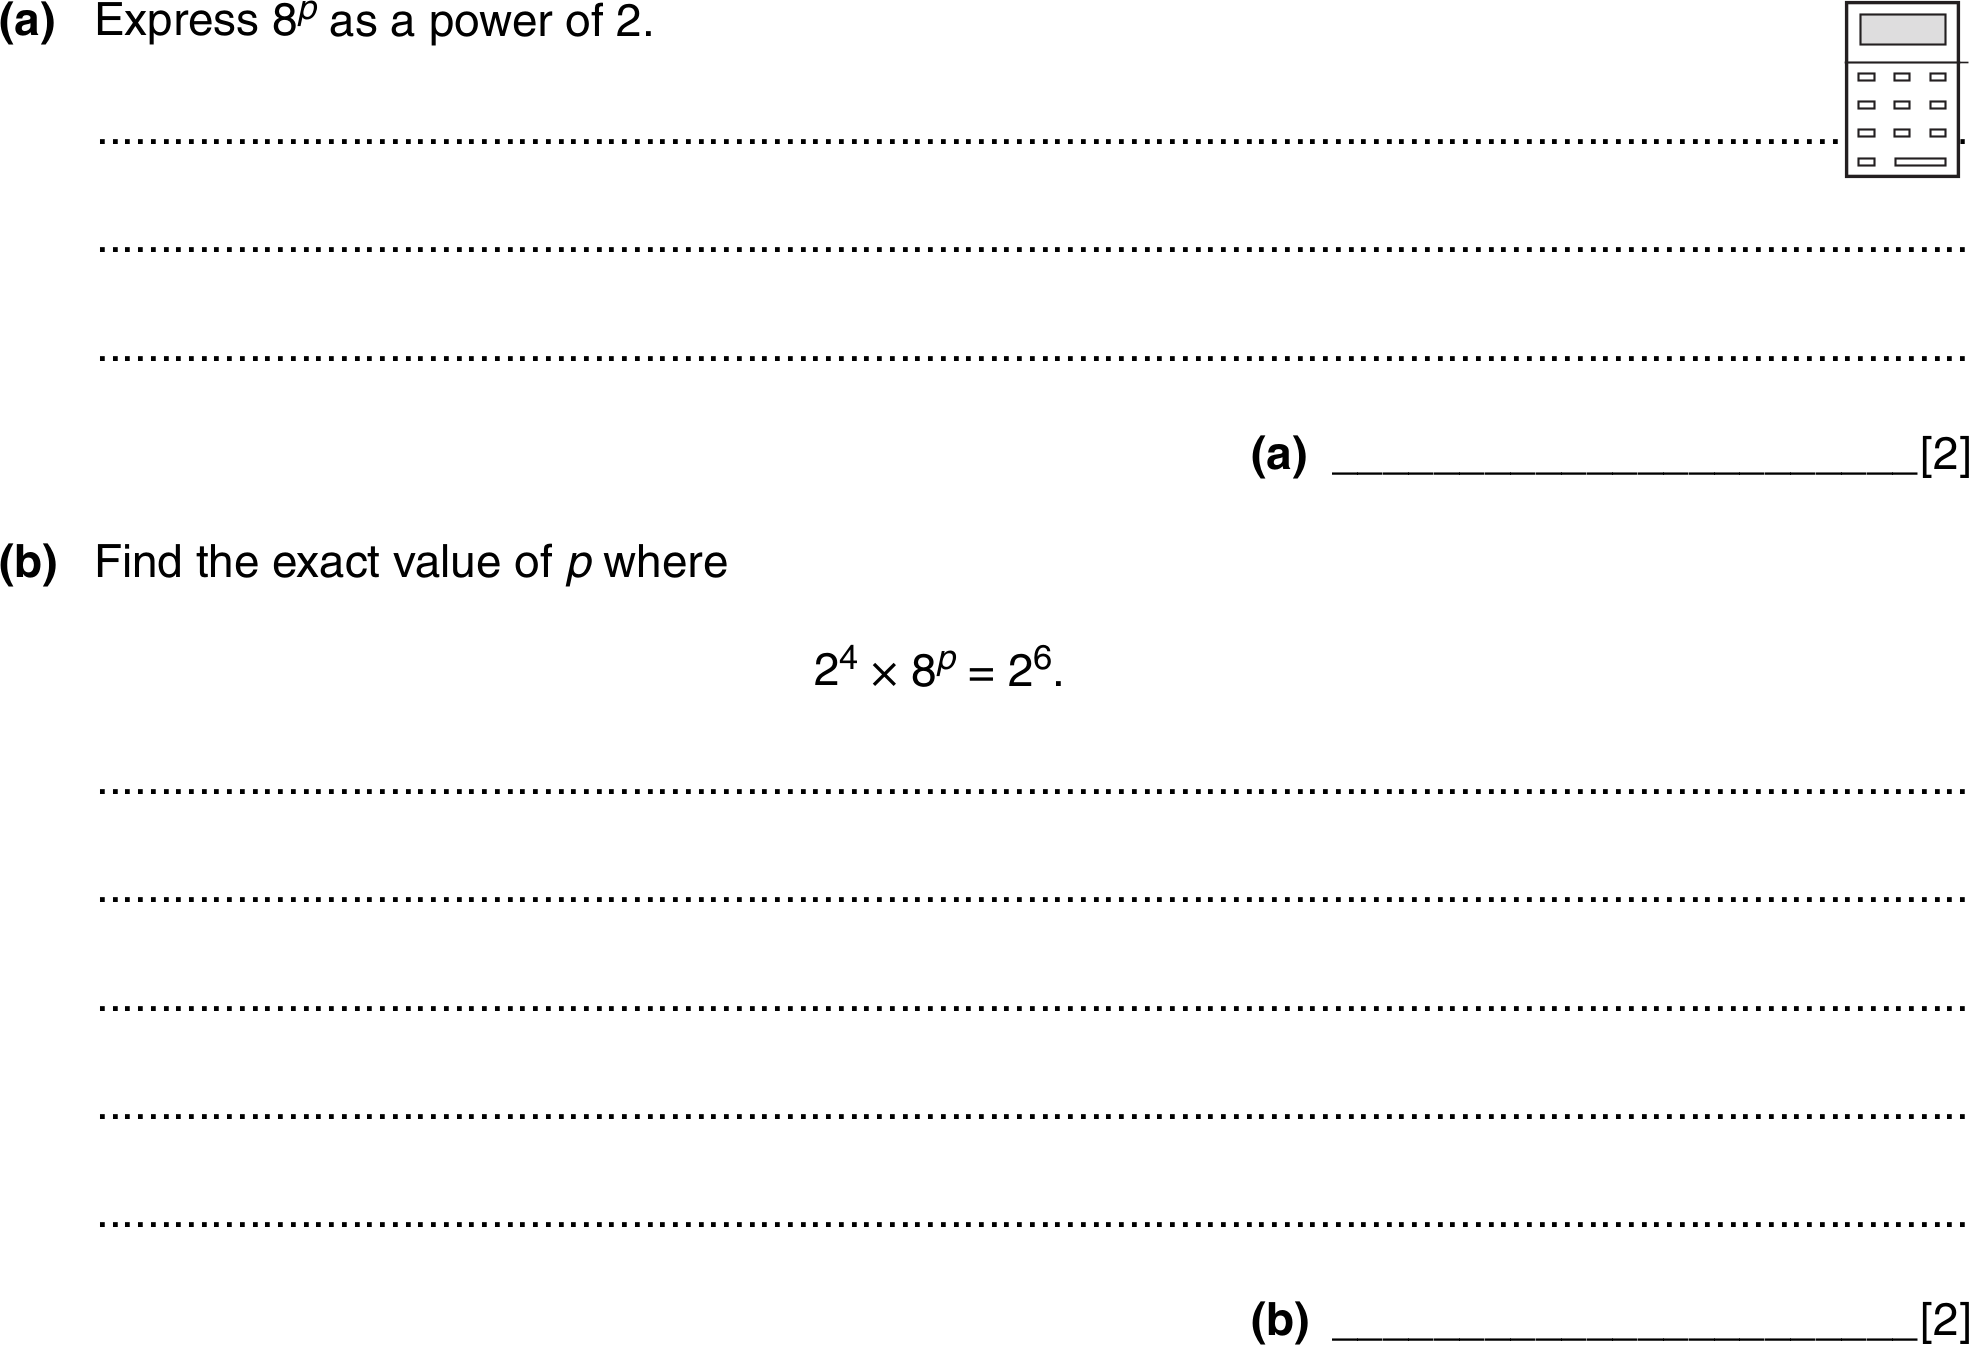 (a) Express 8^p as a power of 2.
(a) ______________________[2]
(b) Find the exact value of p where
2^4 × 8^p = 2^6.
(b) ______________________[2]